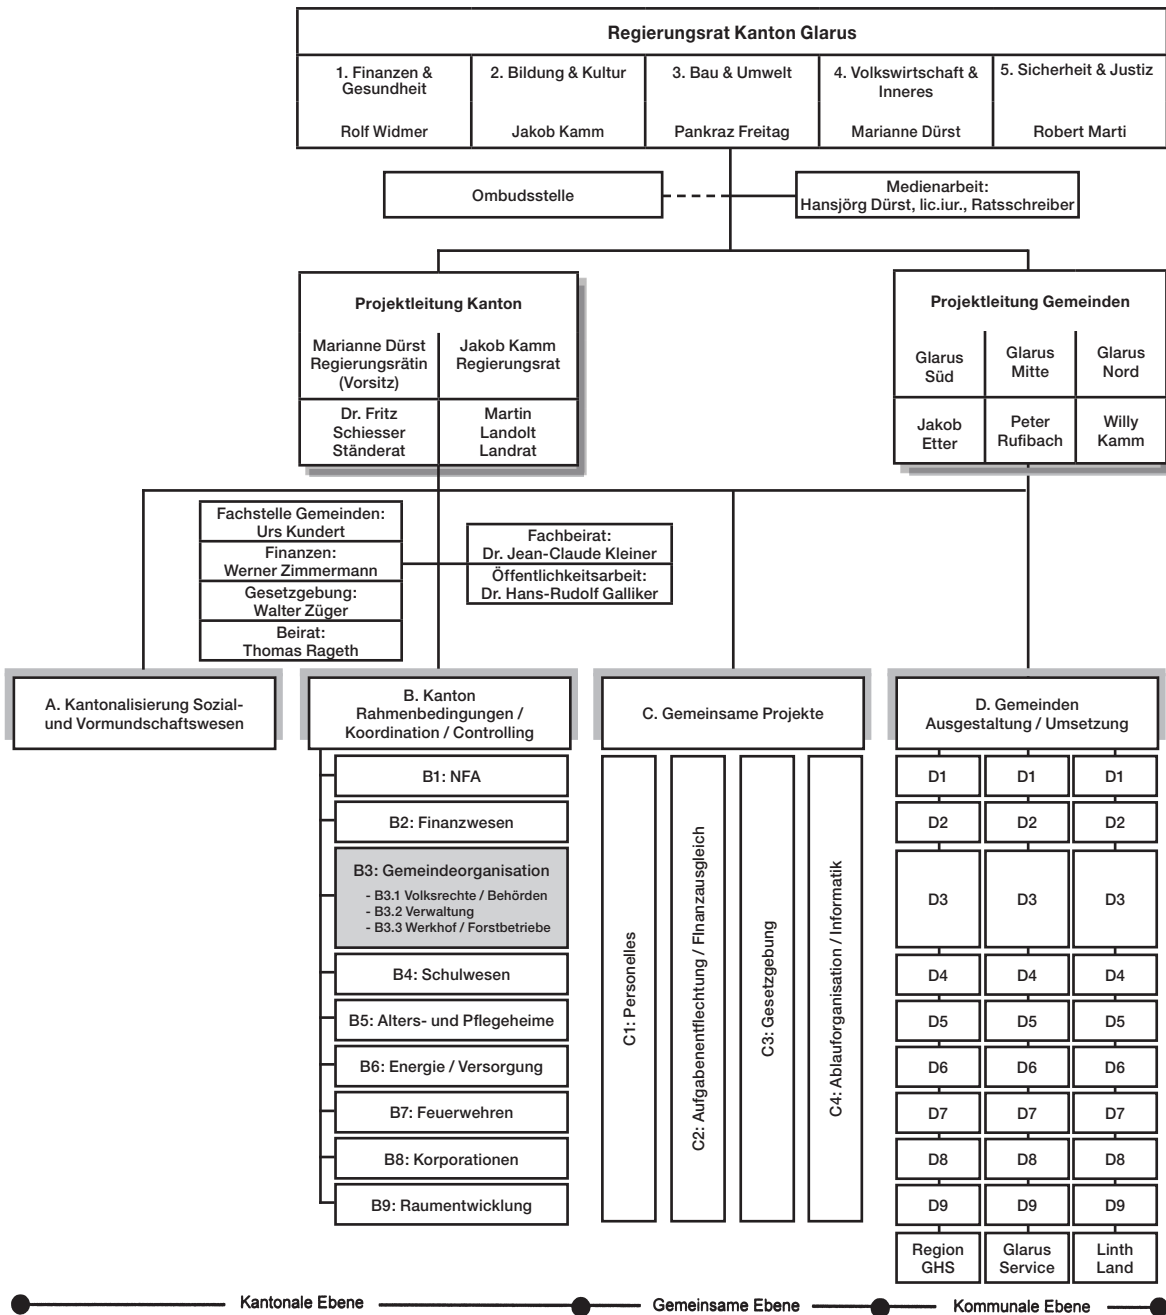 Regierungsrat Kanton Glarus
1. Finanzen &
Gesundheit
Rolf Widmer
2. Bildung & Kultur
Jakob Kamm
3. Bau & Umwelt
Pankraz Freitag
4. Volkswirtschaft &
Inneres
Marianne Dürst
5. Sicherheit & Justiz
Robert Marti
Ombudsstelle
Medienarbeit:
Hansjörg Dürst, lic.iur., Ratsschreiber
Projektleitung Kanton
Marianne Dürst
Regierungsrätin
(Vorsitz)
Jakob Kamm
Regierungsrat
Dr. Fritz
Schiesser
Ständerat
Martin
Landolt
Landrat
Projektleitung Gemeinden
Glarus
Süd
Glarus
Mitte
Glarus
Nord
Jakob
Etter
Peter
Rufibach
Willy
Kamm
Fachstelle Gemeinden:
Urs Kundert
Finanzen:
Werner Zimmermann
Gesetzgebung:
Walter Züger
Beirat:
Thomas Rageth
Fachbeirat:
Dr. Jean-Claude Kleiner
Öffentlichkeitsarbeit:
Dr. Hans-Rudolf Galliker
A. Kantonalisierung Sozial-
und Vormundschaftswesen
B. Kanton
Rahmenbedingungen /
Koordination / Controlling
C. Gemeinsame Projekte
D. Gemeinden
Ausgestaltung / Umsetzung
B1: NFA
B2: Finanzwesen
B3: Gemeindeorganisation
- B3.1 Volksrechte / Behörden
- B3.2 Verwaltung
- B3.3 Werkhof / Forstbetriebe
B4: Schulwesen
B5: Alters- und Pflegeheime
B6: Energie / Versorgung
B7: Feuerwehren
B8: Korporationen
B9: Raumentwicklung
C1: Personelles
C2: Aufgabenentflechtung / FInanzausgleich
C3: Gesetzgebung
C4: Ablauforganisation / Informatik
D1 D1 D1
D2 D2 D2
D3 D3 D3
D4 D4 D4
D5 D5 D5
D6 D6 D6
D7 D7 D7
D8 D8 D8
D9 D9 D9
Region
GHS
Glarus
Service
Linth
Land
Kantonale Ebene
Gemeinsame Ebene
Kommunale Ebene